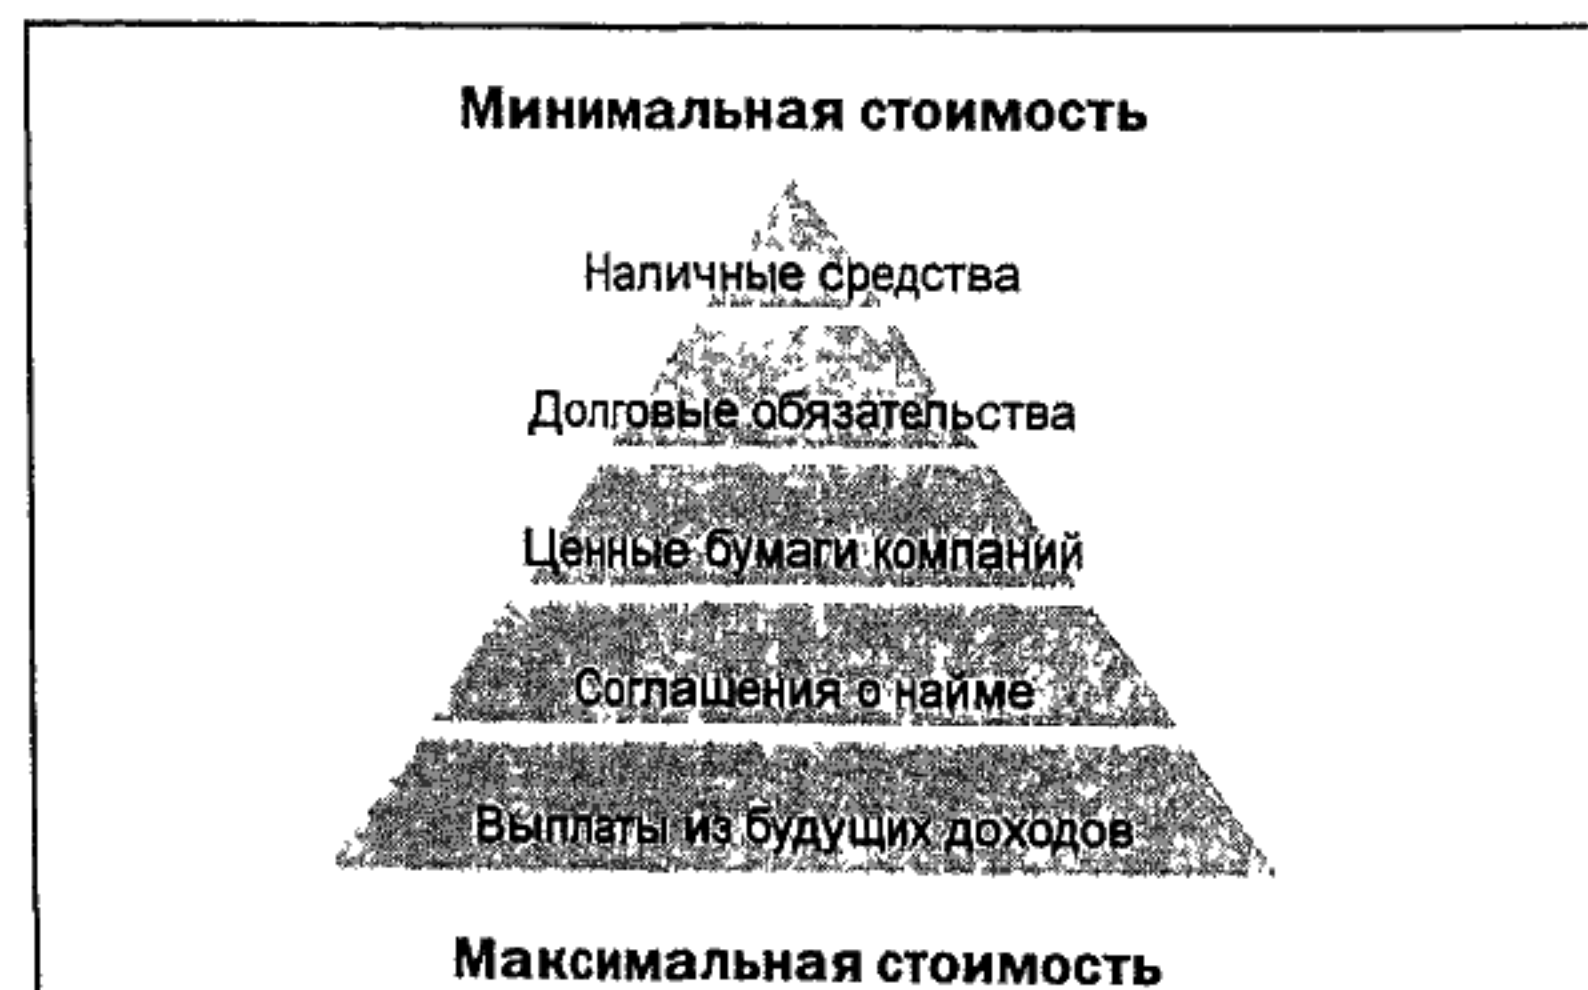 Минимальная стоимость
Наличные средства
Долговые обязательства
Ценные бумаги компаний
Соглашения о найме
Выплаты из будущих доходов
Максимальная стоимость